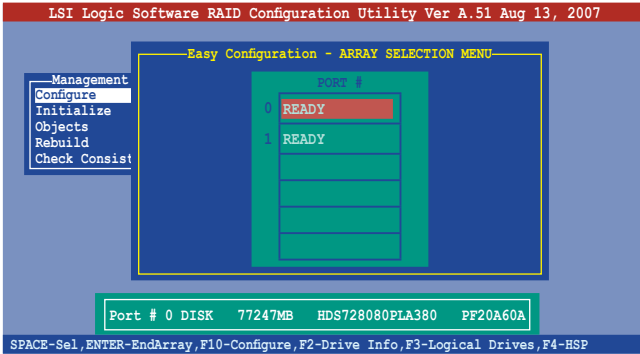 LSI Logic Software RAID Configuration Utility Ver A.51 Aug 13, 2007
Easy Configuration - ARRAY SELECTION MENU
Management
Configure
Initialize
Objects
Rebuild
Check Consist
PORT #
0 READY
1 READY
Port # 0 DISK 77247MB HDS728080PLA380 PF20A60A
SPACE-Sel,ENTER-EndArray,F10-Configure,F2-Drive Info,F3-Logical Drives,F4-HSP